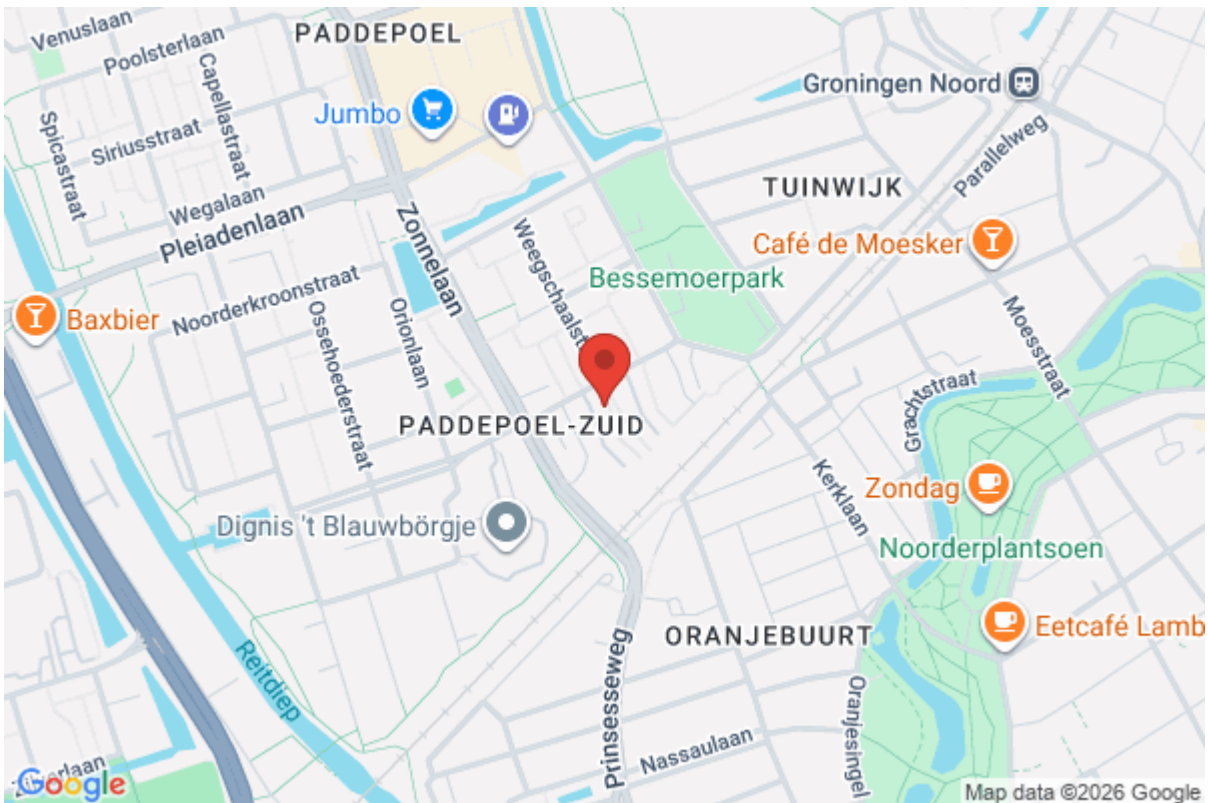 Venuslaan
Poolsterlaan
PADDEPOEL
Groningen Noord
Capellastraat
Jumbo
Spicastraat
Siriusstraat
Parallelweg
TUINWIJK
Wegalaan
Pleiadenlaan
Zonnelaan
Weegschaalst
Café de Moesker
Bessemoerpark
Noorderkroonstraat
Baxbier
Ossehoederstraat
Orionlaan
Moesstraat
Grachtstraat
PADDEPOEL-ZUID
Kerklaan
Zondag
Dignis 't Blauwbörgje
Noorderplantsoen
Eetcafé Lamb
ORANJEBUURT
Reitdiep
Prinsesseweg
Oranjesingel
Nassaulaan
Google
Map data ©2026 Google